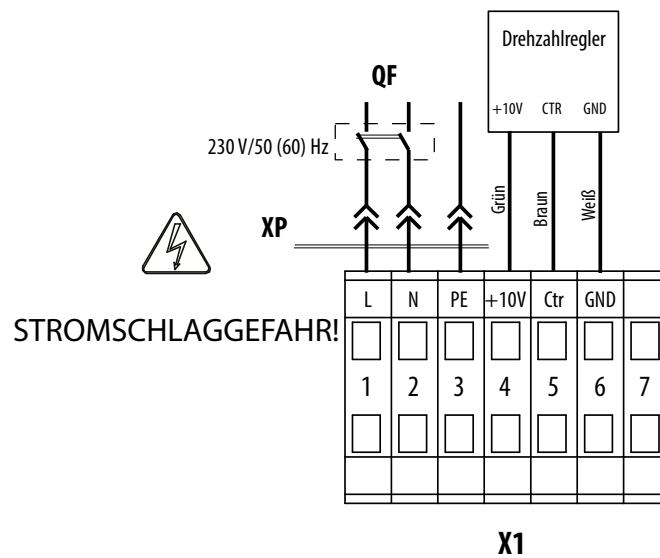 Drehzahlregler
QF
+10V CTR GND
230 V/50 (60) Hz
Grün
Braun
Weiß
XP
L N PE +10V Ctr GND
STROMSCHLAGGEFAHR!
1 2 3 4 5 6 7
X1